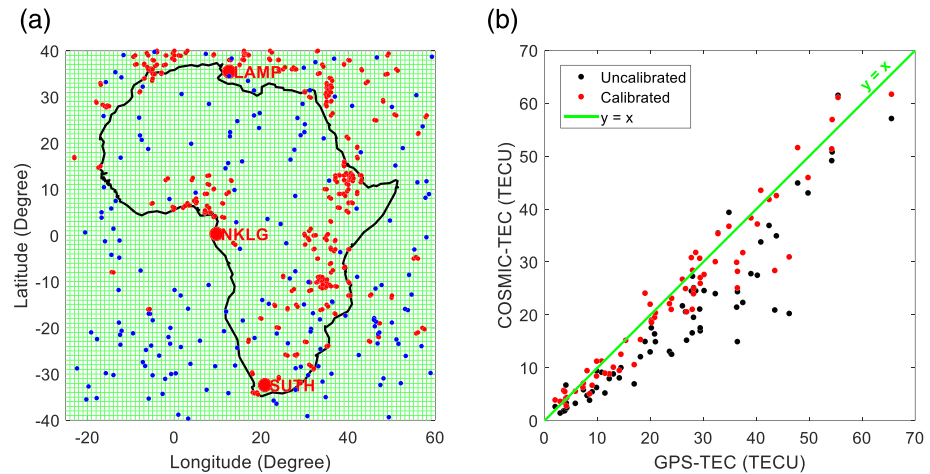 (a)
40
30
20
10
0
-10
-20
-30
-40
-20
0
20
40
60
Latitude (Degree)
Longitude (Degree)
LAMP
NKLG
SUTH
(b)
70
60
50
40
30
20
10
0
0
10
20
30
40
50
60
70
COSMIC-TEC (TECU)
GPS-TEC (TECU)
Uncalibrated
Calibrated
y = x
y = x